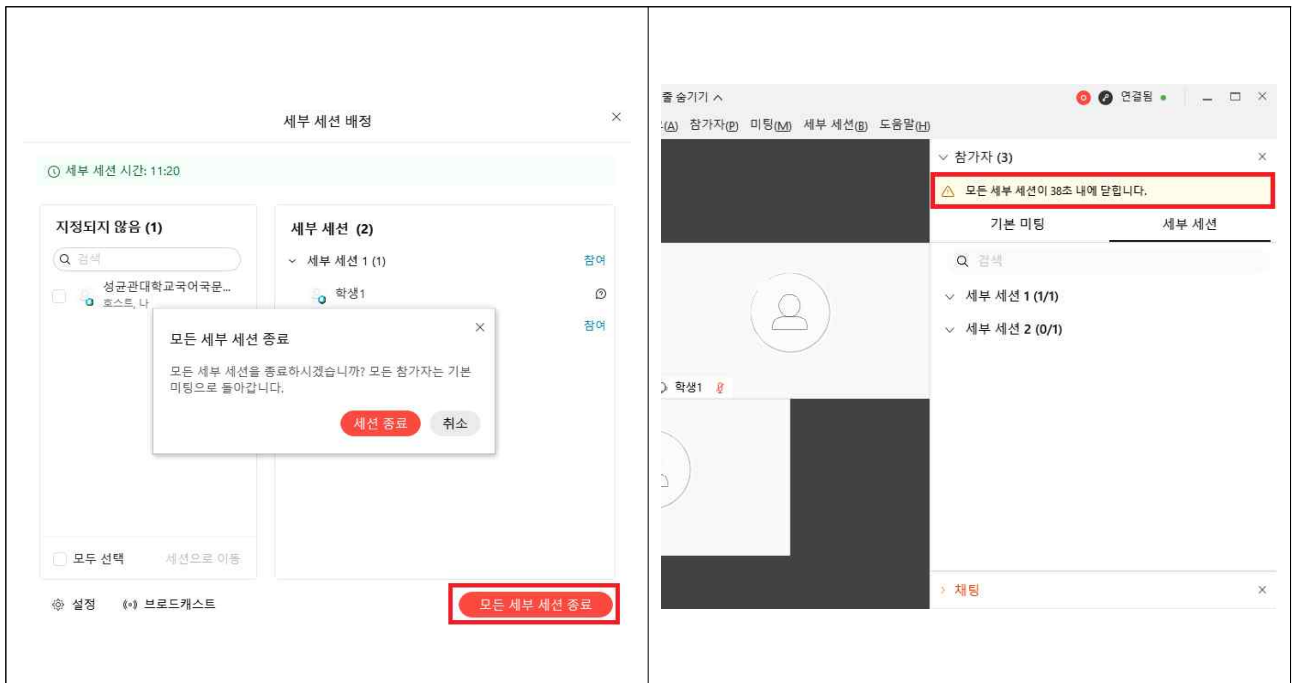 세부 세션 배정
세부 세션 시간: 11:20
지정되지 않음 (1)
검색
성균관대학교국어국문...
호스트, 나
모두 선택
세션으로 이동
세부 세션 (2)
세부 세션 1 (1)
참여
학생1
참여
모든 세부 세션 종료
모든 세부 세션을 종료하시겠습니까? 모든 참가자는 기본
미팅으로 돌아갑니다.
세션 종료
취소
설정
브로드캐스트
모든 세부 세션 종료
줄 숨기기
연결됨
(A) 참가자(P) 미팅(M) 세부 세션(B) 도움말(H)
참가자 (3)
모든 세부 세션이 38초 내에 닫힙니다.
기본 미팅
세부 세션
검색
세부 세션 1 (1/1)
세부 세션 2 (0/1)
학생1
채팅